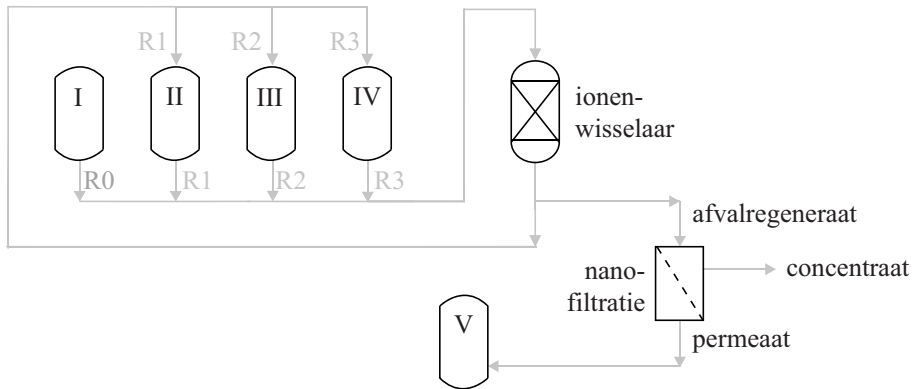 R1
R2
R3
I
II
III
IV
ionen-
wisselaar
R0
R1
R2
R3
afvalregeneraat
nano-
filtratie
concentraat
V
permeaat